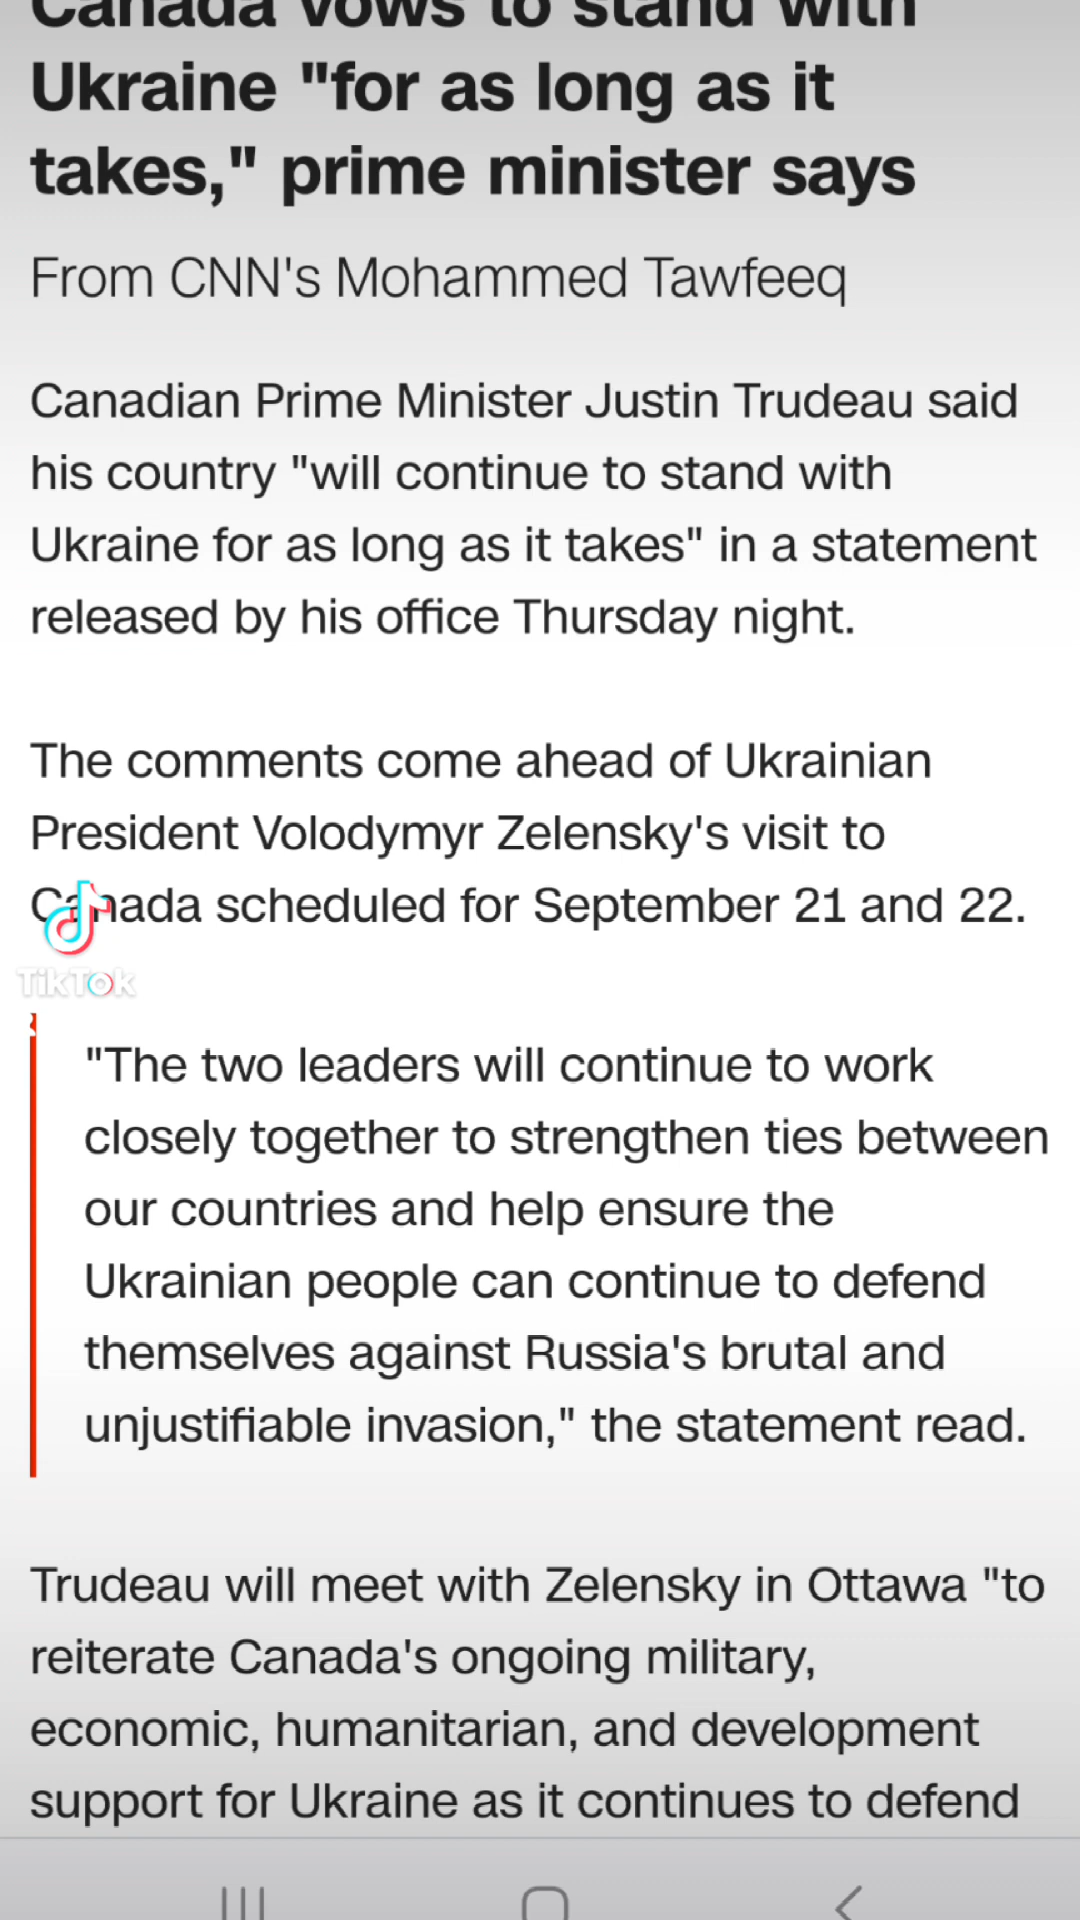 Canada vows to stand with
Ukraine "for as long as it
takes," prime minister says
From CNN's Mohammed Tawfeeq
Canadian Prime Minister Justin Trudeau said
his country "will continue to stand with
Ukraine for as long as it takes" in a statement
released by his office Thursday night.
The comments come ahead of Ukrainian
President Volodymyr Zelensky's visit to
Canada scheduled for September 21 and 22.
TikTok
"The two leaders will continue to work
closely together to strengthen ties between
our countries and help ensure the
Ukrainian people can continue to defend
themselves against Russia's brutal and
unjustifiable invasion," the statement read.
Trudeau will meet with Zelensky in Ottawa "to
reiterate Canada's ongoing military,
economic, humanitarian, and development
support for Ukraine as it continues to defend